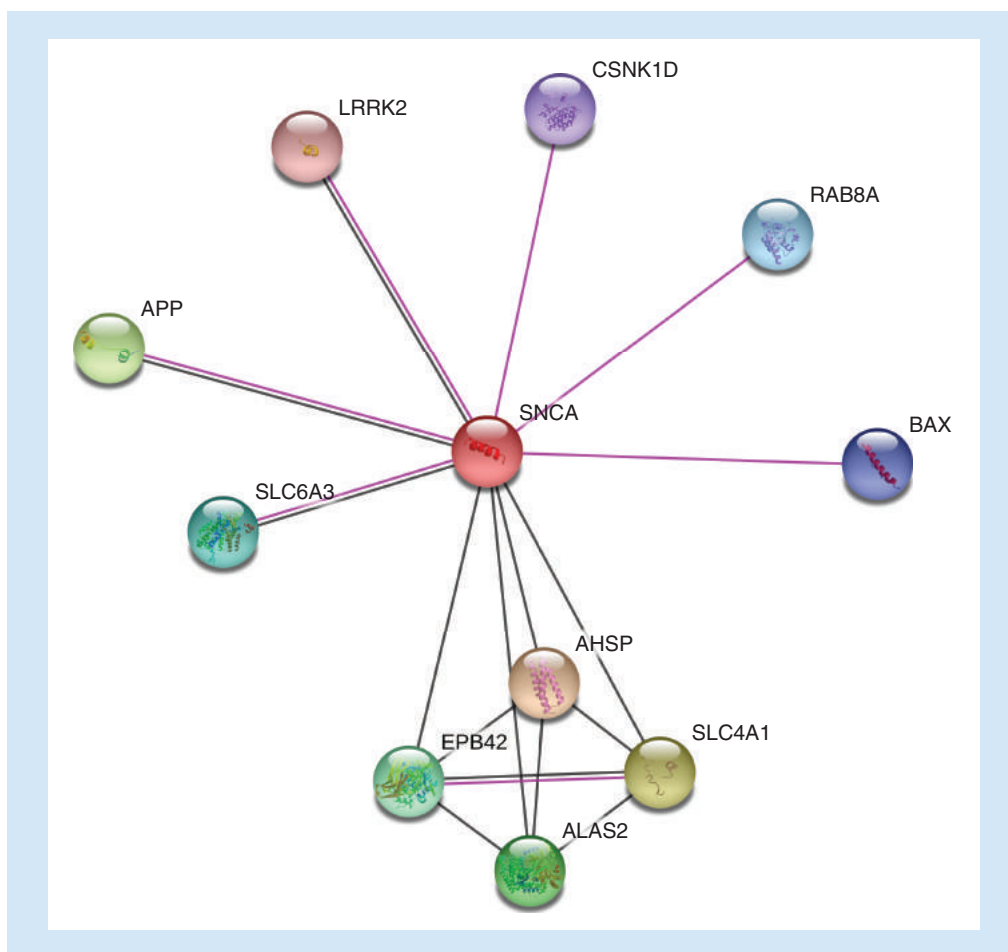 CSNK1D
LRRK2
RAB8A
APP
SNCA
BAX
SLC6A3
AHSP
SLC4A1
EPB42
ALAS2